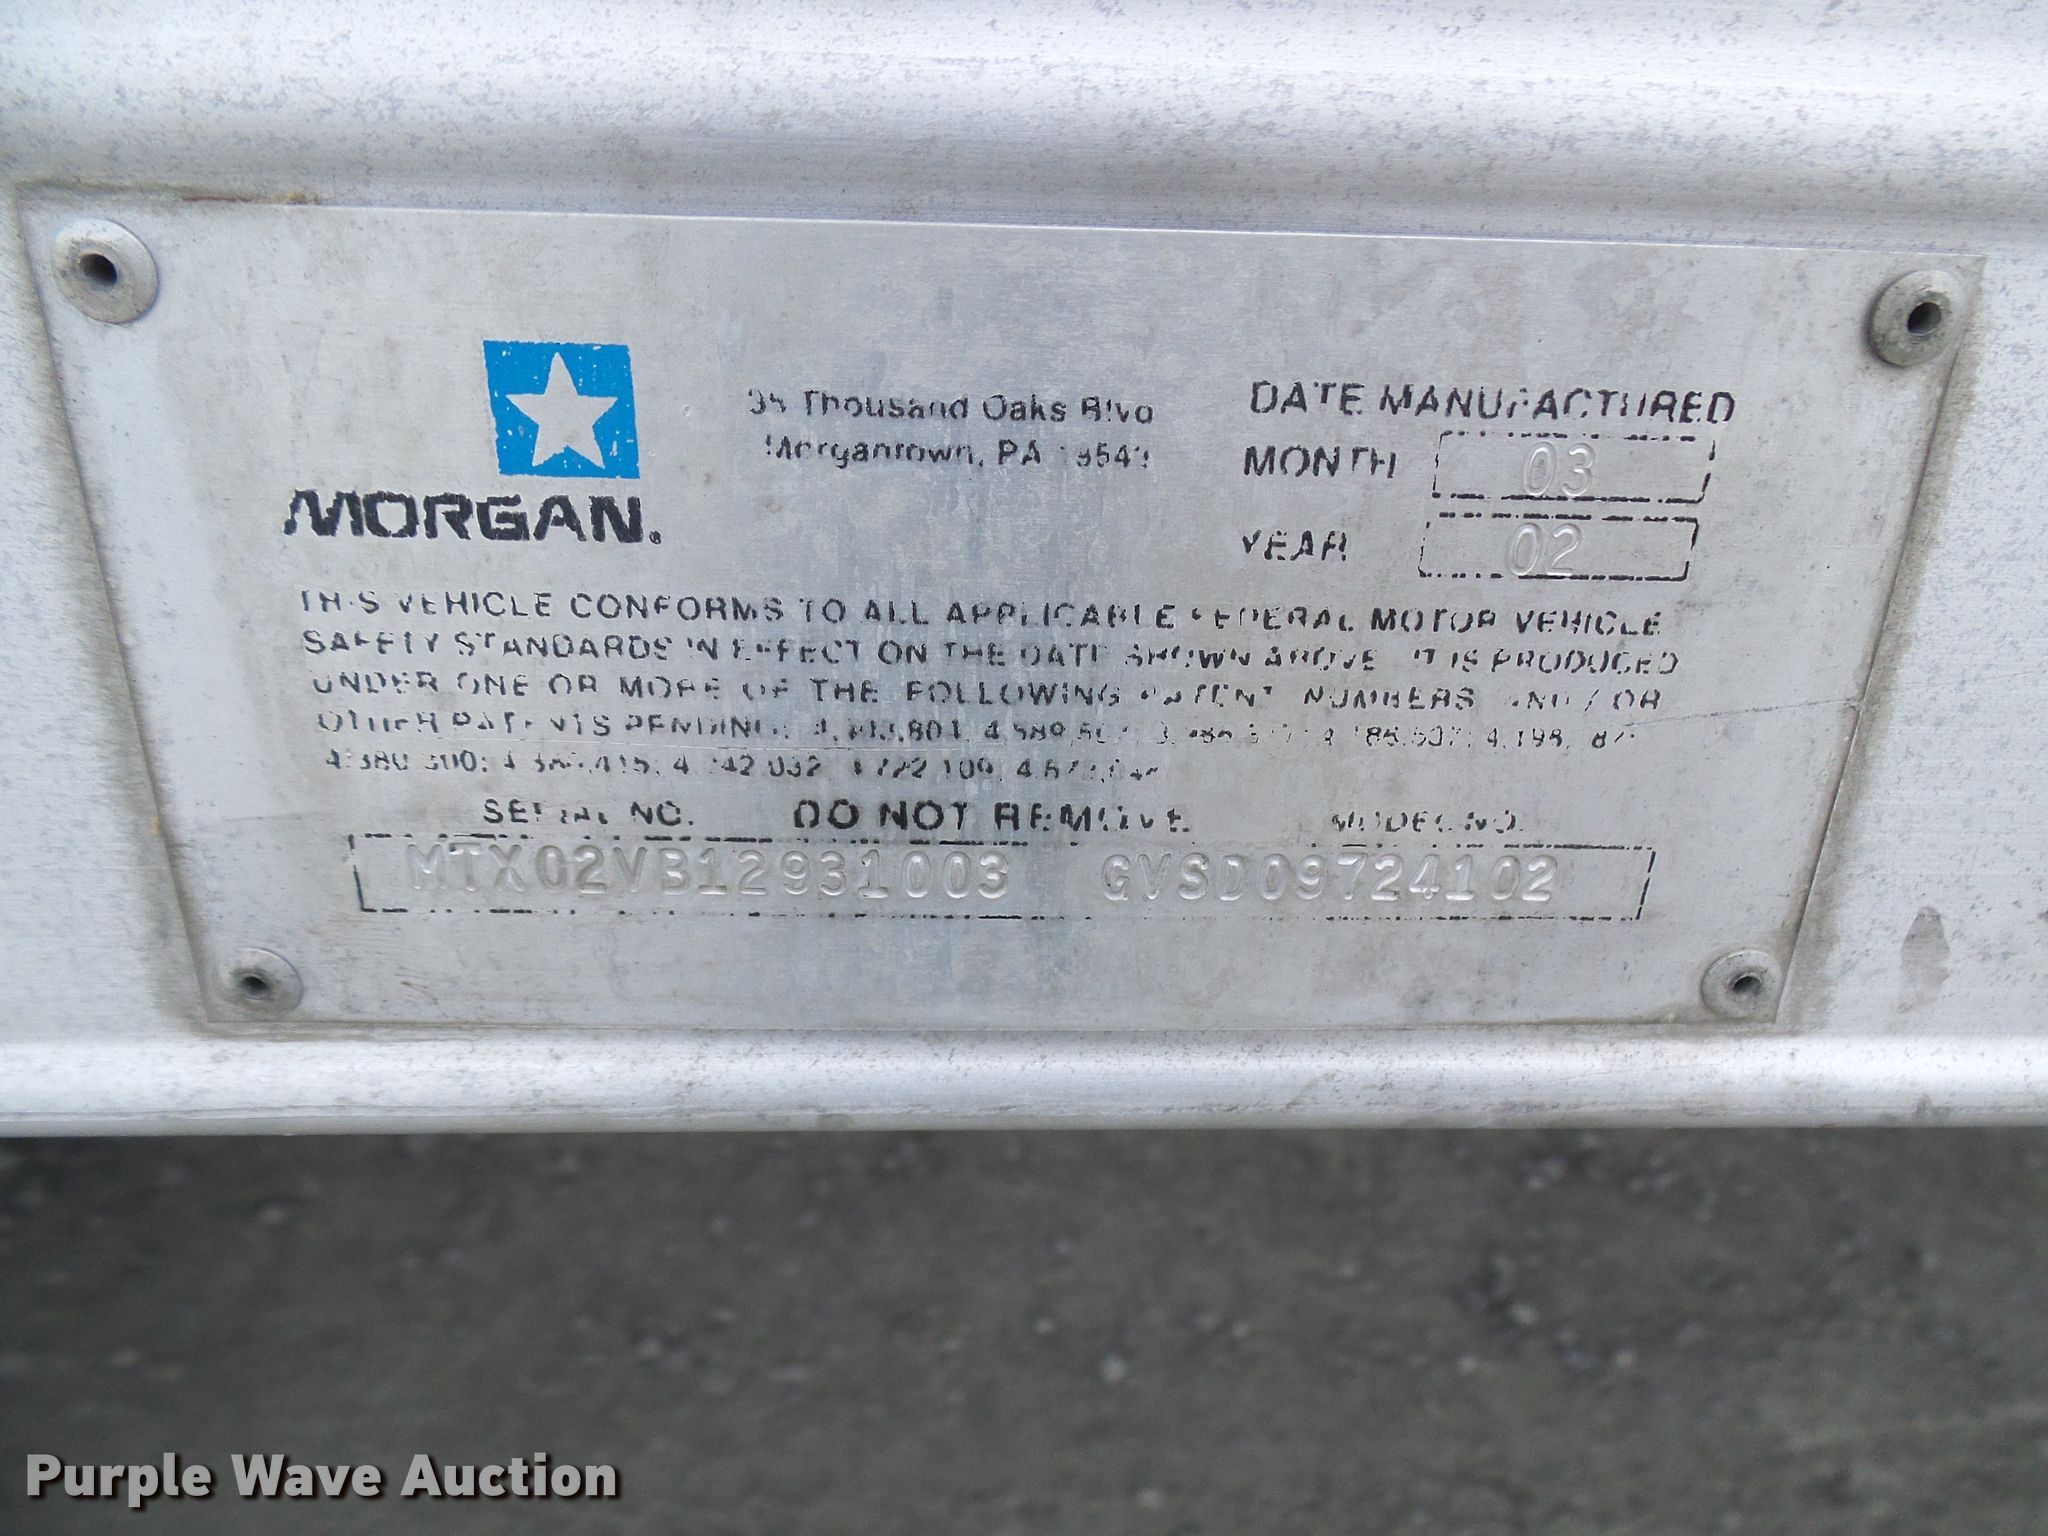 MORGAN.
Thousand Oaks Blvd
Morgantown, PA
DATE MANUFACTURED
MONTH 03
YEAR 02
THIS VEHICLE CONFORMS TO ALL APPLICABLE FEDERAL MOTOR VEHICLE
SAFETY STANDARDS IN EFFECT ON THE DATE SHOWN ABOVE IT IS PRODUCED
UNDER ONE OR MORE OF THE FOLLOWING PATENT NUMBERS AND / OR
OTHER PATENTS PENDING:
SERIAL NO. DO NOT REMOVE MODEL NO.
MTX02VB12931003 GVSD09724102
Purple Wave Auction